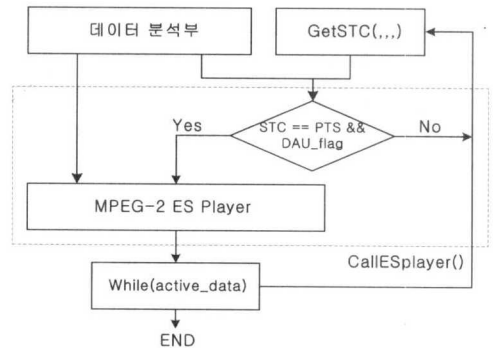 데이터 분석부
GetSTC(,,,)
Yes
STC == PTS &&
DAU_flag
No
MPEG-2 ES Player
CallESplayer()
While(active_data)
END